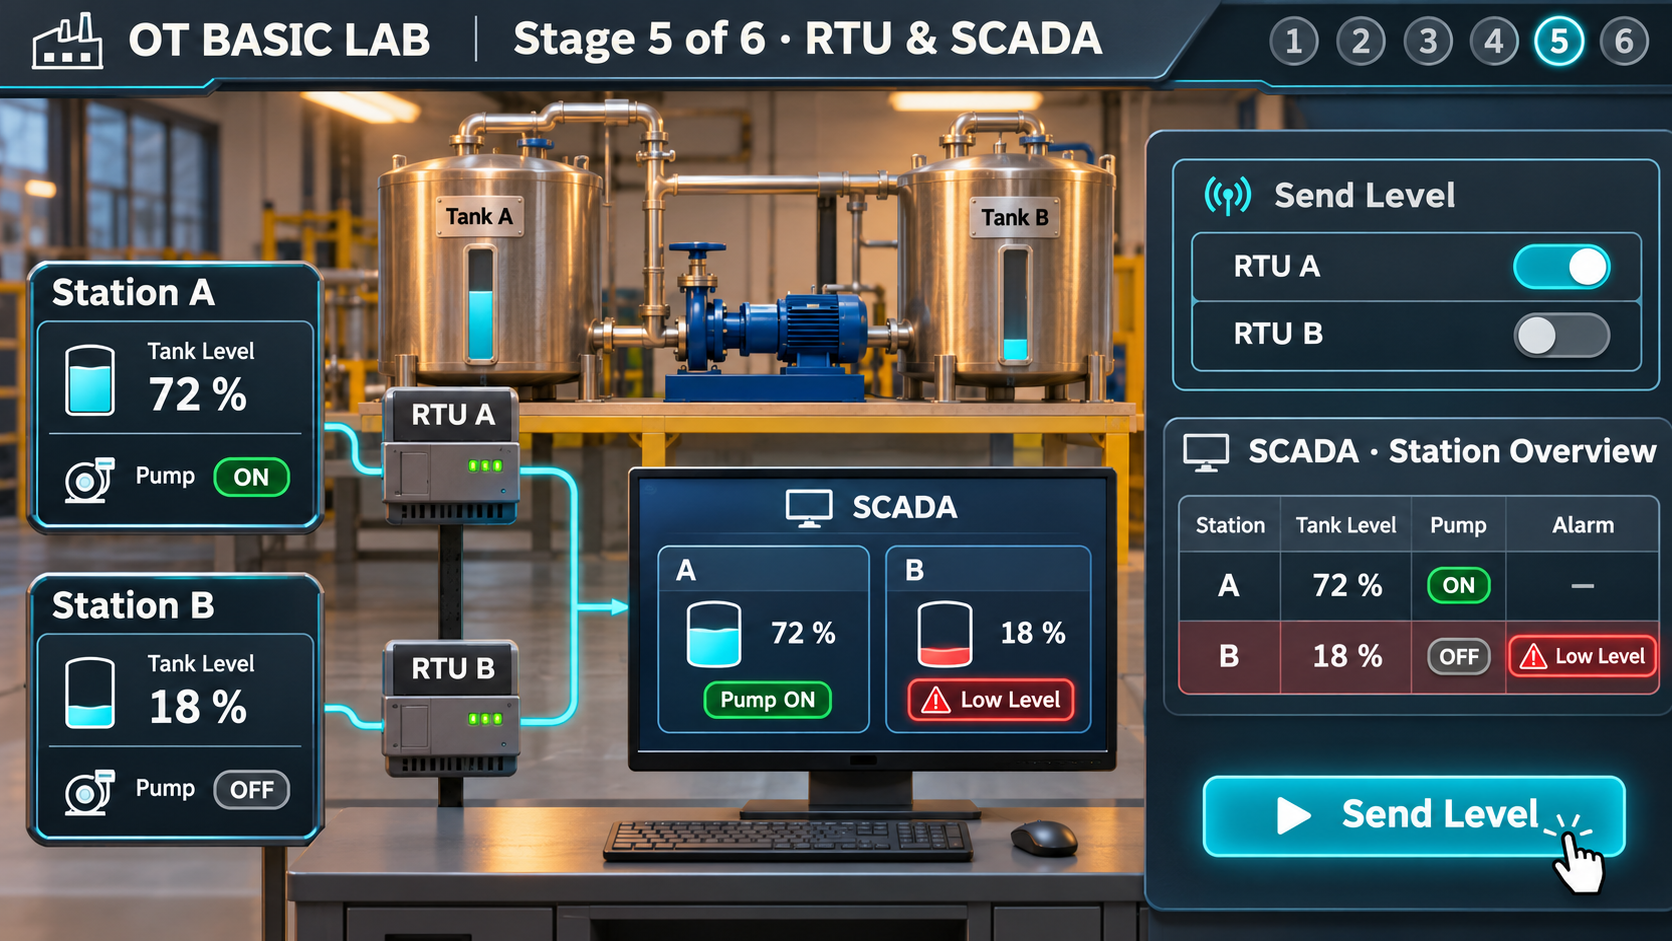 OT BASIC LAB
Stage 5 of 6 · RTU & SCADA
1 2 3 4 5 6
Tank A
Tank B
Station A
Tank Level
72 %
Pump ON
Station B
Tank Level
18 %
Pump OFF
RTU A
RTU B
SCADA
A
72 %
Pump ON
B
18 %
Low Level
Send Level
RTU A
RTU B
SCADA · Station Overview
Station Tank Level Pump Alarm
A 72 % ON —
B 18 % OFF Low Level
Send Level